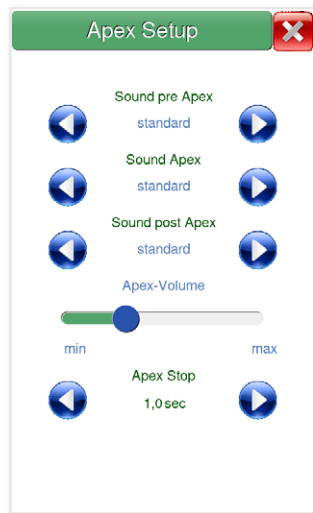 Apex Setup
Sound pre Apex
standard
Sound Apex
standard
Sound post Apex
standard
Apex-Volume
min max
Apex Stop
1,0 sec